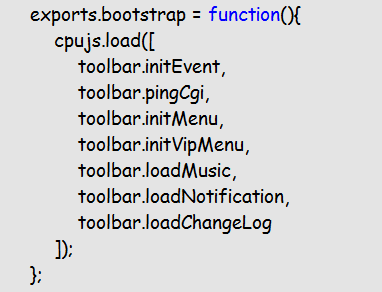 exports.bootstrap = function(){
cpujs.load([
toolbar.initEvent,
toolbar.pingCgi,
toolbar.initMenu,
toolbar.initVipMenu,
toolbar.loadMusic,
toolbar.loadNotification,
toolbar.loadChangeLog
]);
};